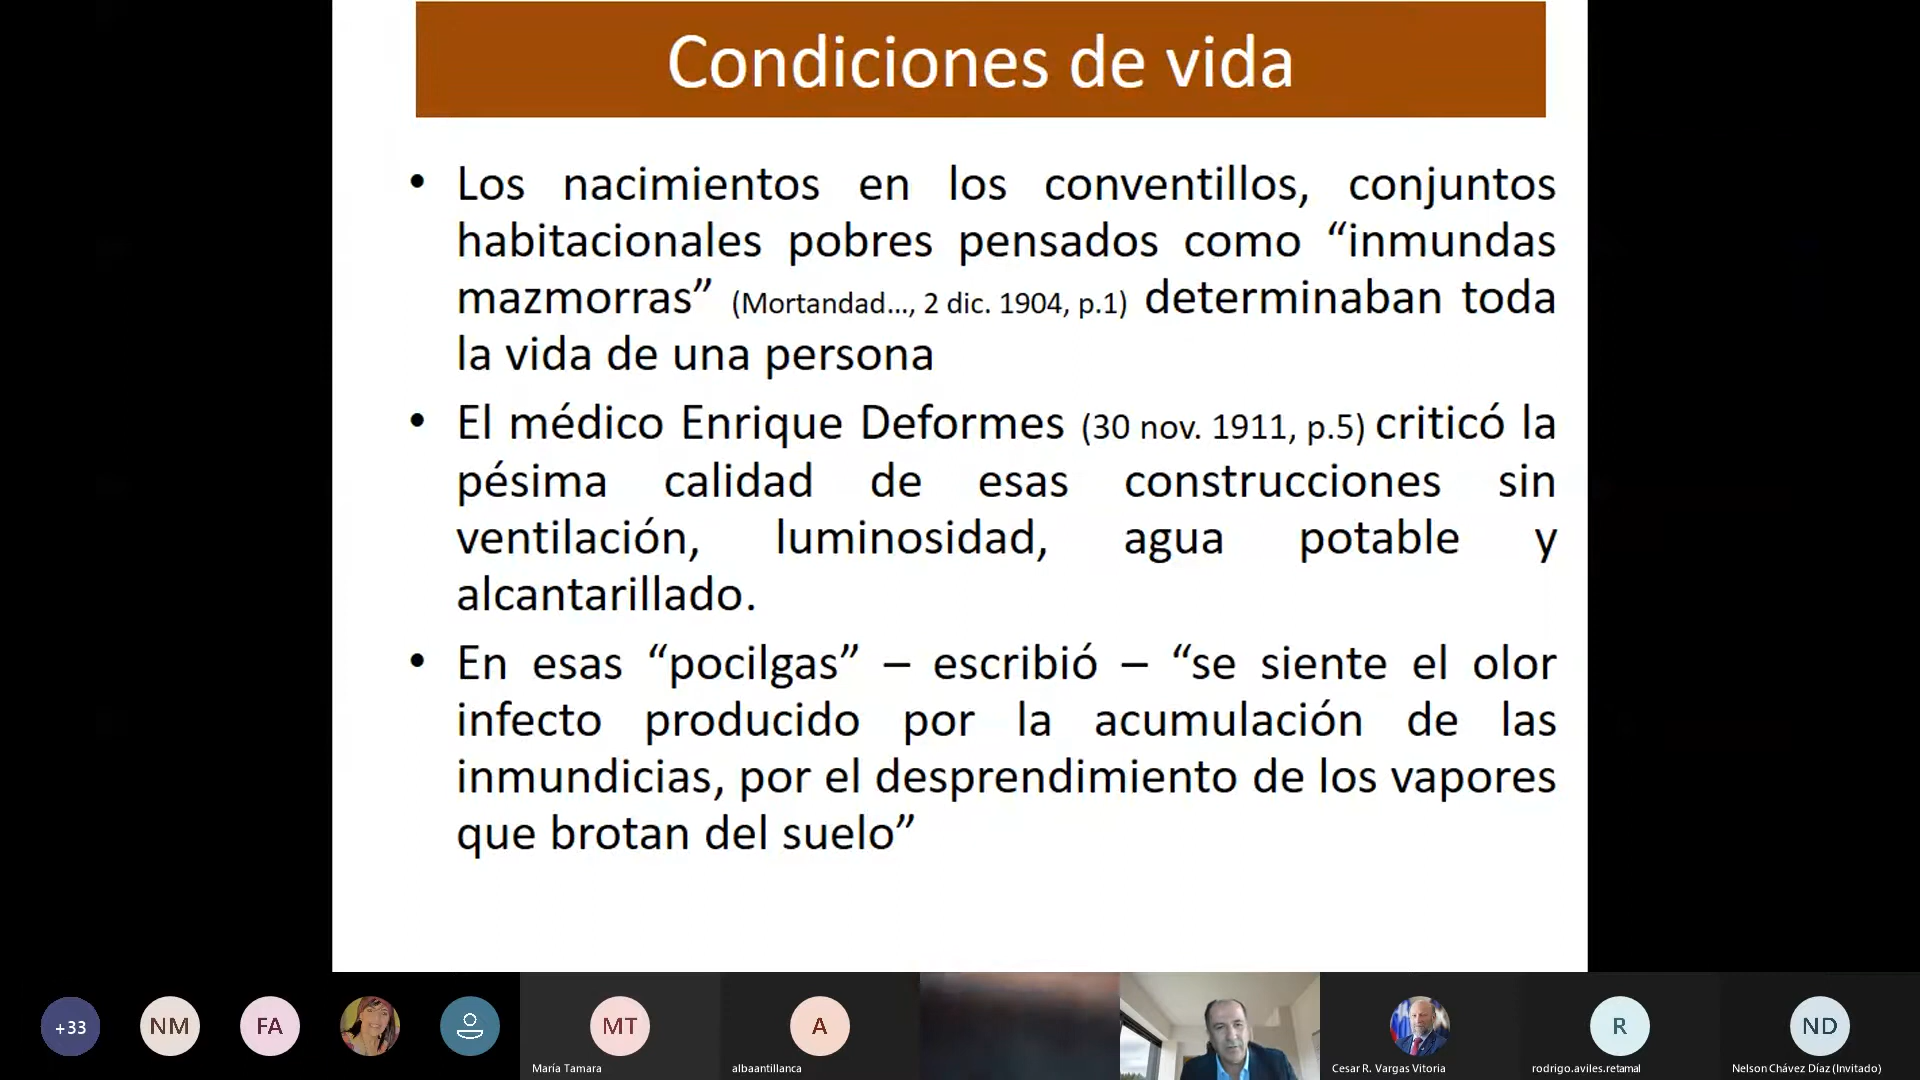 Condiciones de vida
• Los nacimientos en los conventillos, conjuntos
habitacionales pobres pensados como “inmundas
mazmorras” (Mortandad..., 2 dic. 1904, p.1) determinaban toda
la vida de una persona
• El médico Enrique Deformes (30 nov. 1911, p.5) criticó la
pésima calidad de esas construcciones sin
ventilación, luminosidad, agua potable y
alcantarillado.
• En esas “pocilgas” – escribió – “se siente el olor
infecto producido por la acumulación de las
inmundicias, por el desprendimiento de los vapores
que brotan del suelo”
+33
NM
FA
MT
A
R
ND
María Tamara
albaantillanca
Cesar R. Vargas Vitoria
rodrigo.aviles.retamal
Nelson Chávez Díaz (Invitado)